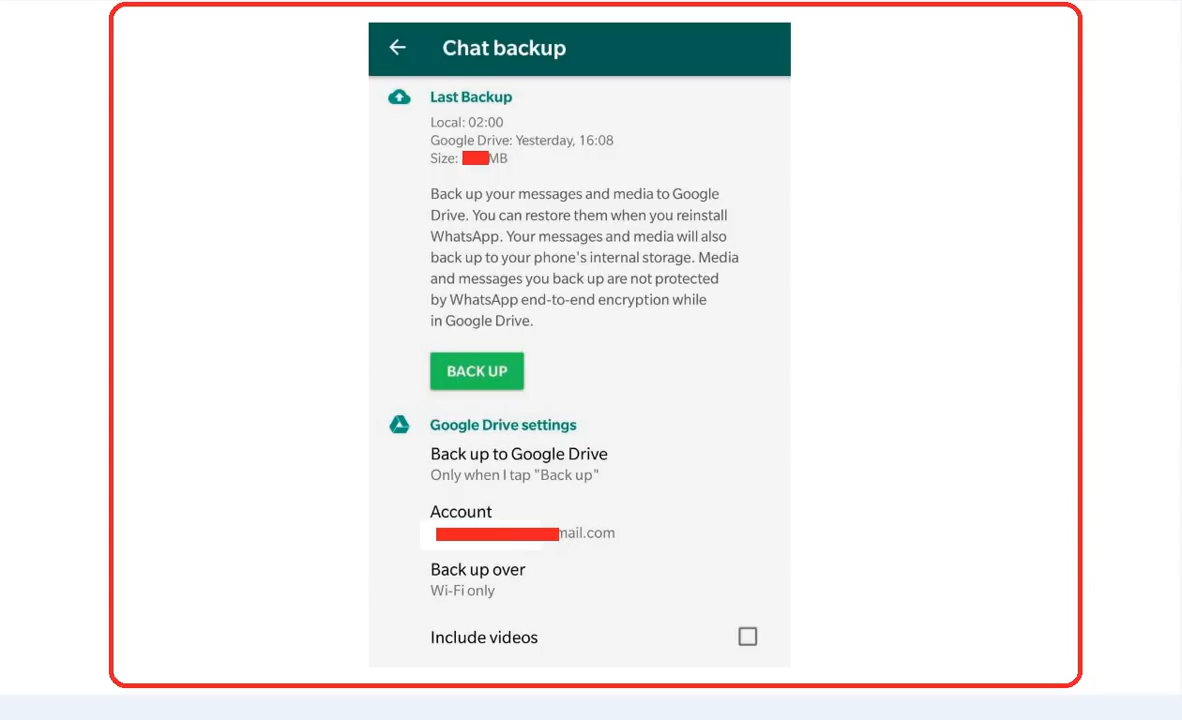 Chat backup
Last Backup
Local: 02:00
Google Drive: Yesterday, 16:08
Size: MB
Back up your messages and media to Google
Drive. You can restore them when you reinstall
WhatsApp. Your messages and media will also
back up to your phone's internal storage. Media
and messages you back up are not protected
by WhatsApp end-to-end encryption while
in Google Drive.
BACK UP
Google Drive settings
Back up to Google Drive
Only when I tap "Back up"
Account
mail.com
Back up over
Wi-Fi only
Include videos